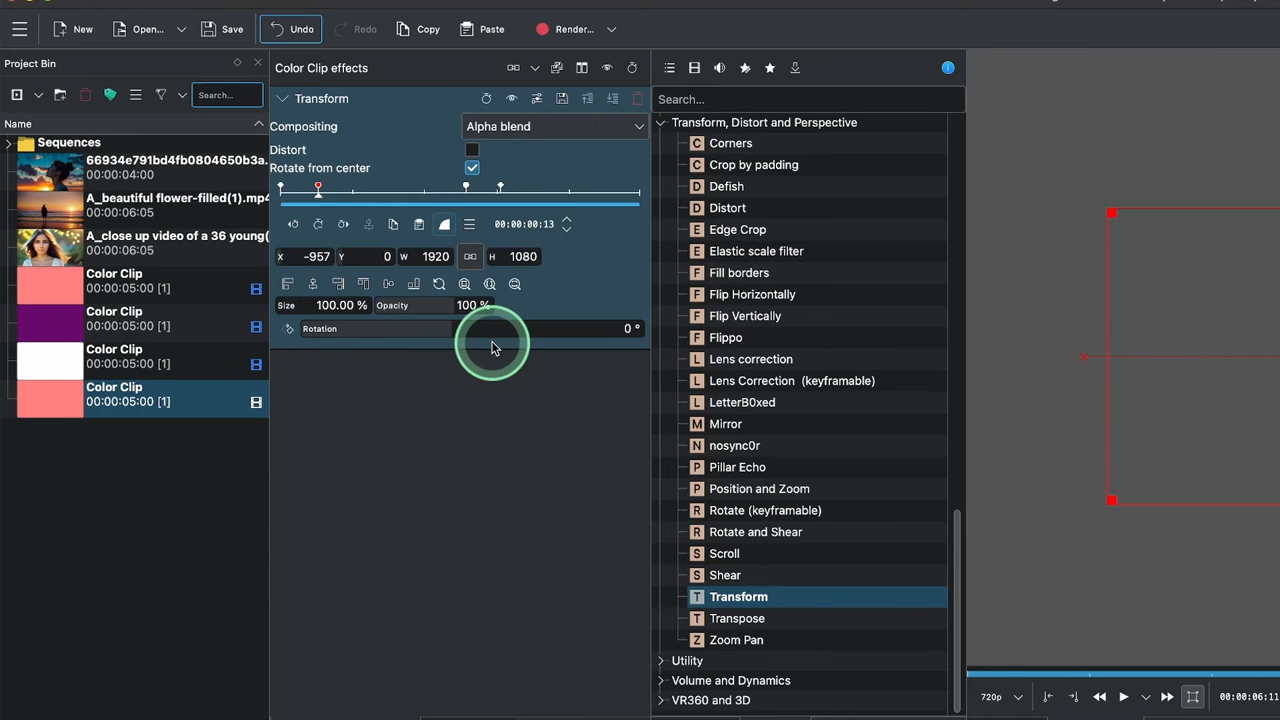 New
Open...
Save
Undo
Redo
Copy
Paste
Render...
Project Bin
Search...
Name
Sequences
66934e791bd4fb0804650b3a.
00:00:04:00
A_beautiful flower-filled(1).mp4
00:00:06:05
A_close up video of a 36 young(
00:00:06:05
Color Clip
00:00:05:00 [1]
Color Clip
00:00:05:00 [1]
Color Clip
00:00:05:00 [1]
Color Clip
00:00:05:00 [1]
Color Clip effects
Transform
Compositing
Alpha blend
Distort
Rotate from center
00:00:00:13
X -957 Y 0 W 1920 H 1080
Size 100.00 % Opacity 100 %
Rotation 0 °
Search...
Transform, Distort and Perspective
C Corners
C Crop by padding
D Defish
D Distort
E Edge Crop
E Elastic scale filter
F Fill borders
F Flip Horizontally
F Flip Vertically
F Flippo
L Lens correction
L Lens Correction (keyframable)
L LetterB0xed
M Mirror
N nosync0r
P Pillar Echo
P Position and Zoom
R Rotate (keyframable)
R Rotate and Shear
S Scroll
S Shear
T Transform
T Transpose
Z Zoom Pan
Utility
Volume and Dynamics
VR360 and 3D
720p
00:00:06:11